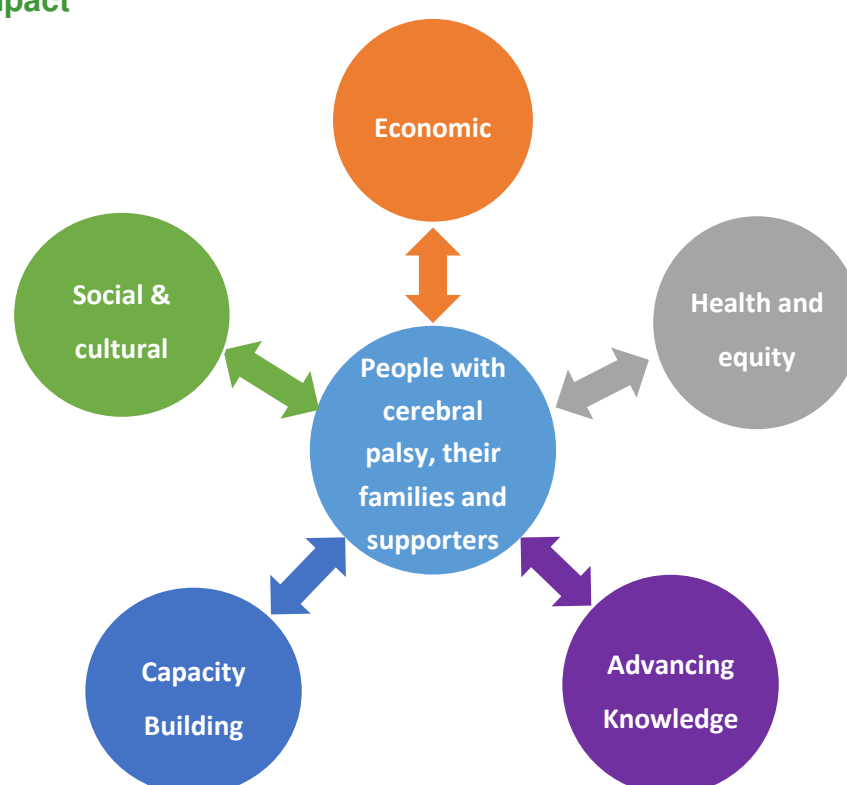 Economic
Social &
cultural
Health and
equity
People with
cerebral
palsy, their
families and
supporters
Capacity
Building
Advancing
Knowledge